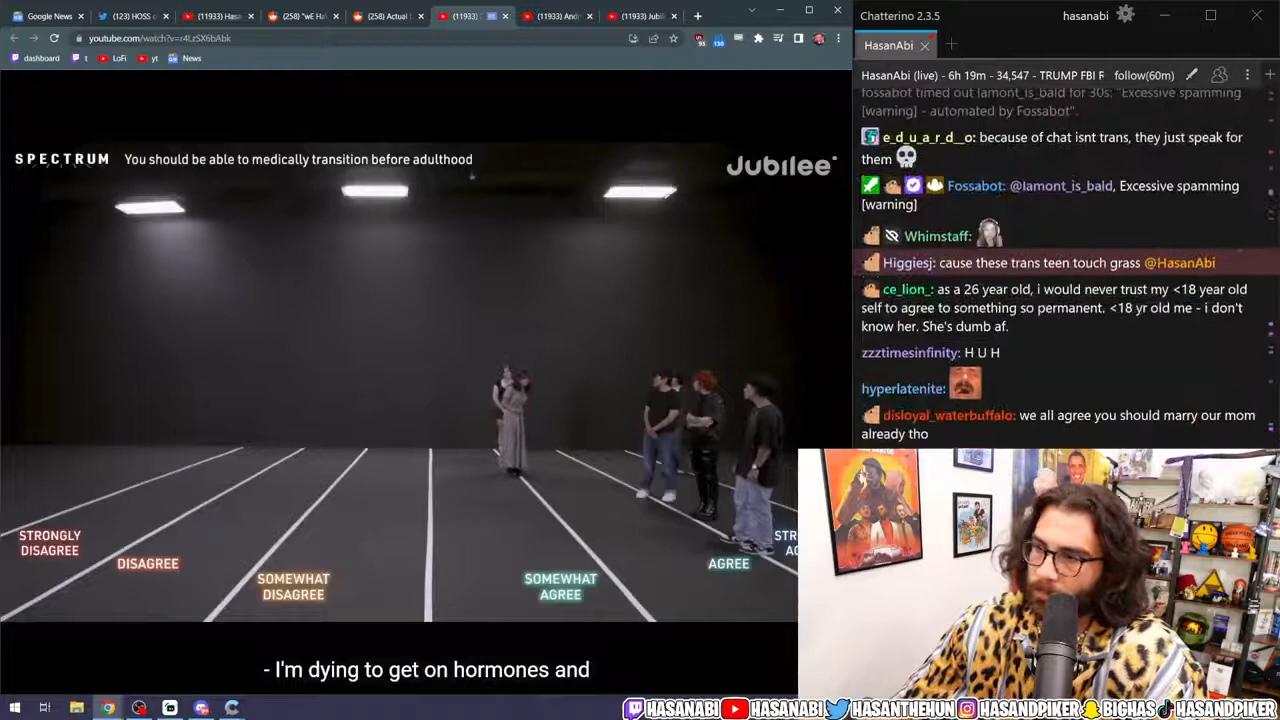 Google News
(123) HOSS o
(11933) Hasa
(258) "wE Ha
(258) Actual
(11933)
(11933) Andr
(11933) Jubil
youtube.com/watch?v=r4LzSX6bAbk
dashboard
t
LoFi
yt
News
SPECTRUM
You should be able to medically transition before adulthood
Jubilee
STRONGLY
DISAGREE
DISAGREE
SOMEWHAT
DISAGREE
SOMEWHAT
AGREE
AGREE
- I'm dying to get on hormones and
Chatterino 2.3.5
hasanabi
HasanAbi
HasanAbi (live) - 6h 19m - 34,547 - TRUMP FBI R
follow(60m)
fossabot timed out lamont_is_bald for 30s: "Excessive spamming
[warning] - automated by Fossabot".
e_d_u_a_r_d__o: because of chat isnt trans, they just speak for
them
Fossabot: @lamont_is_bald, Excessive spamming
[warning]
Whimstaff:
Higgiesj: cause these trans teen touch grass @HasanAbi
ce_lion_: as a 26 year old, i would never trust my <18 year old
self to agree to something so permanent. <18 yr old me - i don't
know her. She's dumb af.
zzztimesinfinity: H U H
hyperlatenite:
disloyal_waterbuffalo: we all agree you should marry our mom
already tho
HASANABI
HASANABI
HASANTHEHUN
HASANDPIKER
BIGHAS
HASANDPIKER